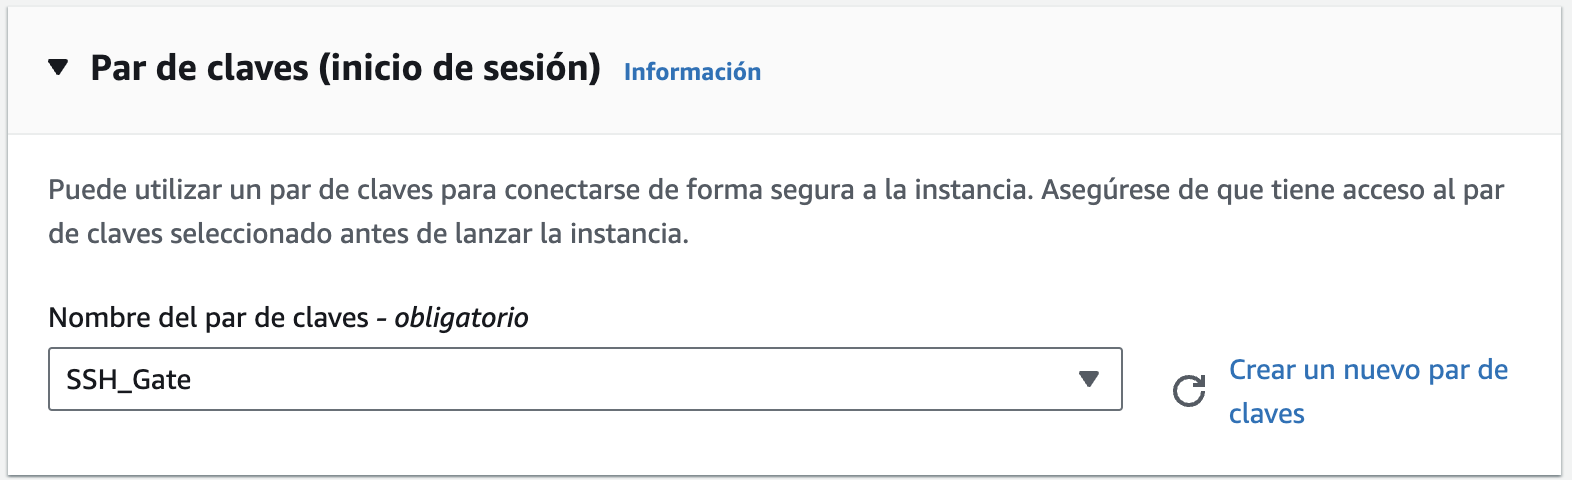 Par de claves (inicio de sesión) Información
Puede utilizar un par de claves para conectarse de forma segura a la instancia. Asegúrese de que tiene acceso al par
de claves seleccionado antes de lanzar la instancia.
Nombre del par de claves - obligatorio
SSH_Gate
Crear un nuevo par de
claves